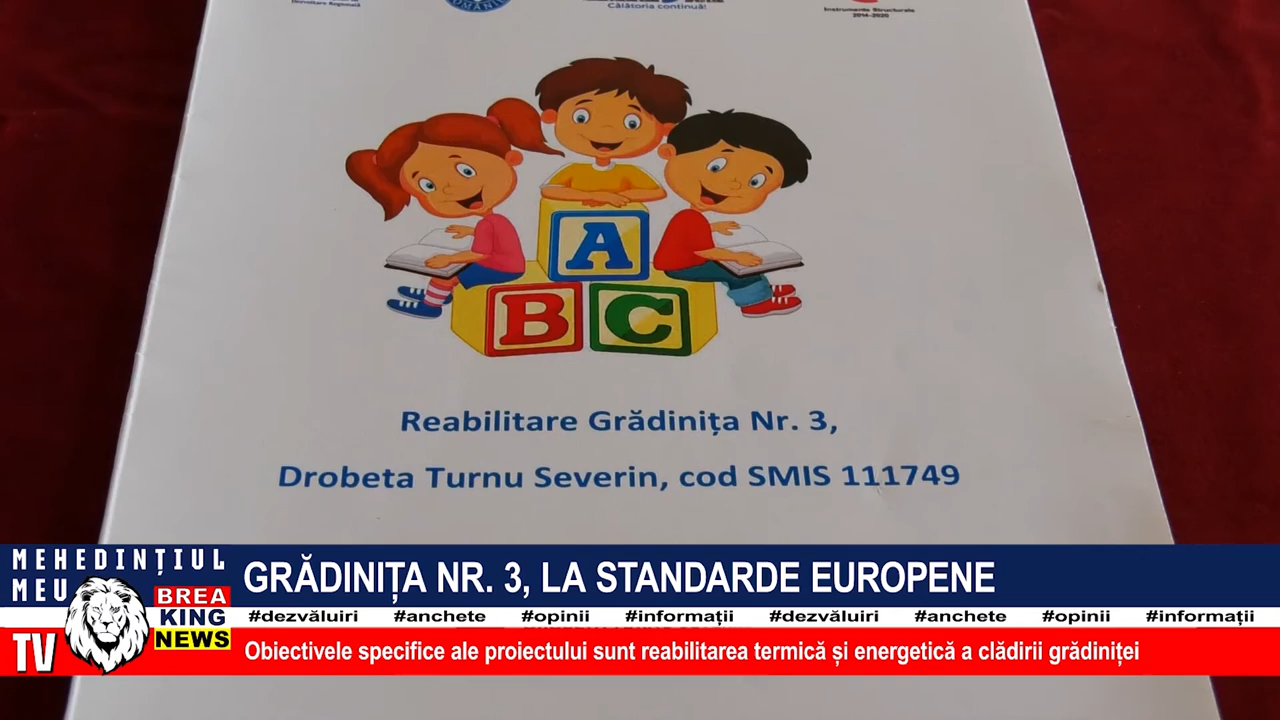 Dezvoltare Regională
Călătoria continuă!
Instrumente Structurale
2014-2020
A
B C
Reabilitare Grădinița Nr. 3,
Drobeta Turnu Severin, cod SMIS 111749
MEHEDINȚIUL
MEU
TV
BREA
KING
NEWS
GRĂDINIȚA NR. 3, LA STANDARDE EUROPENE
#dezvăluiri #anchete #opinii #informații #dezvăluiri #anchete #opinii #informații
Obiectivele specifice ale proiectului sunt reabilitarea termică și energetică a clădirii grădiniței